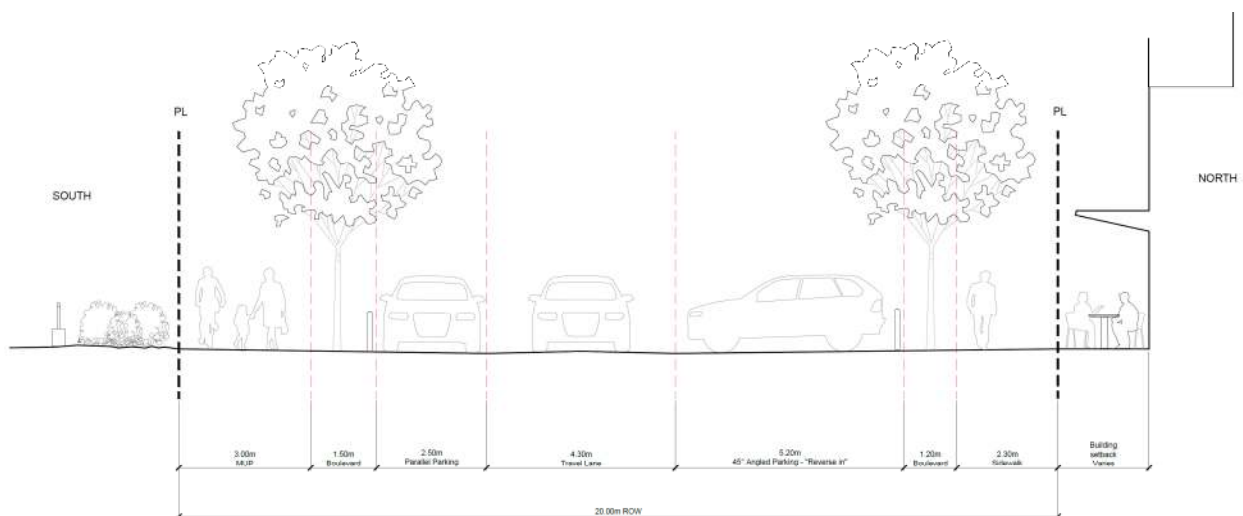 PL
PL
SOUTH
NORTH
3.00m
MUP
1.50m
Boulevard
2.50m
Parallel Parking
4.30m
Travel Lane
5.20m
45° Angled Parking - "Reverse in"
1.20m
Boulevard
2.30m
Sidewalk
Building
setback
Varies
20.00m ROW